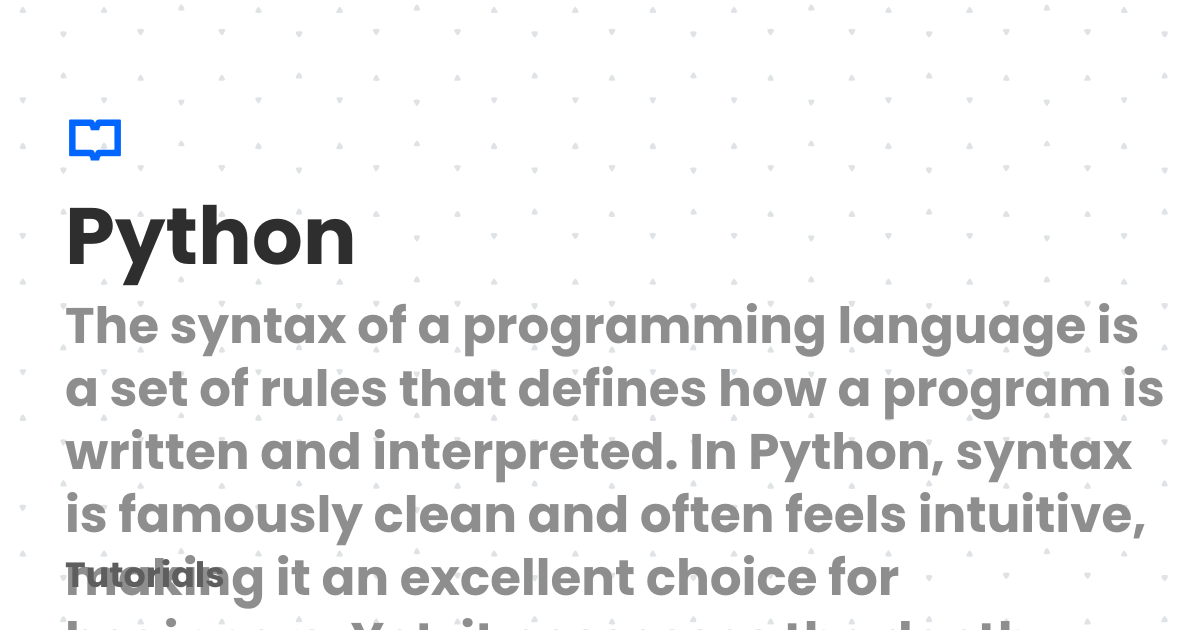 Python
The syntax of a programming language is
a set of rules that defines how a program is
written and interpreted. In Python, syntax
is famously clean and often feels intuitive,
making it an excellent choice for
Tutorials